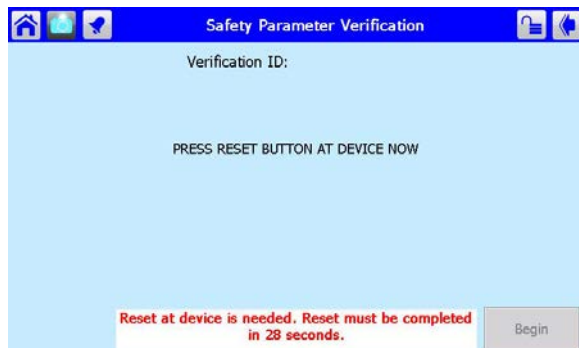 Safety Parameter Verification
Verification ID:
PRESS RESET BUTTON AT DEVICE NOW
Reset at device is needed. Reset must be completed
in 28 seconds.
Begin